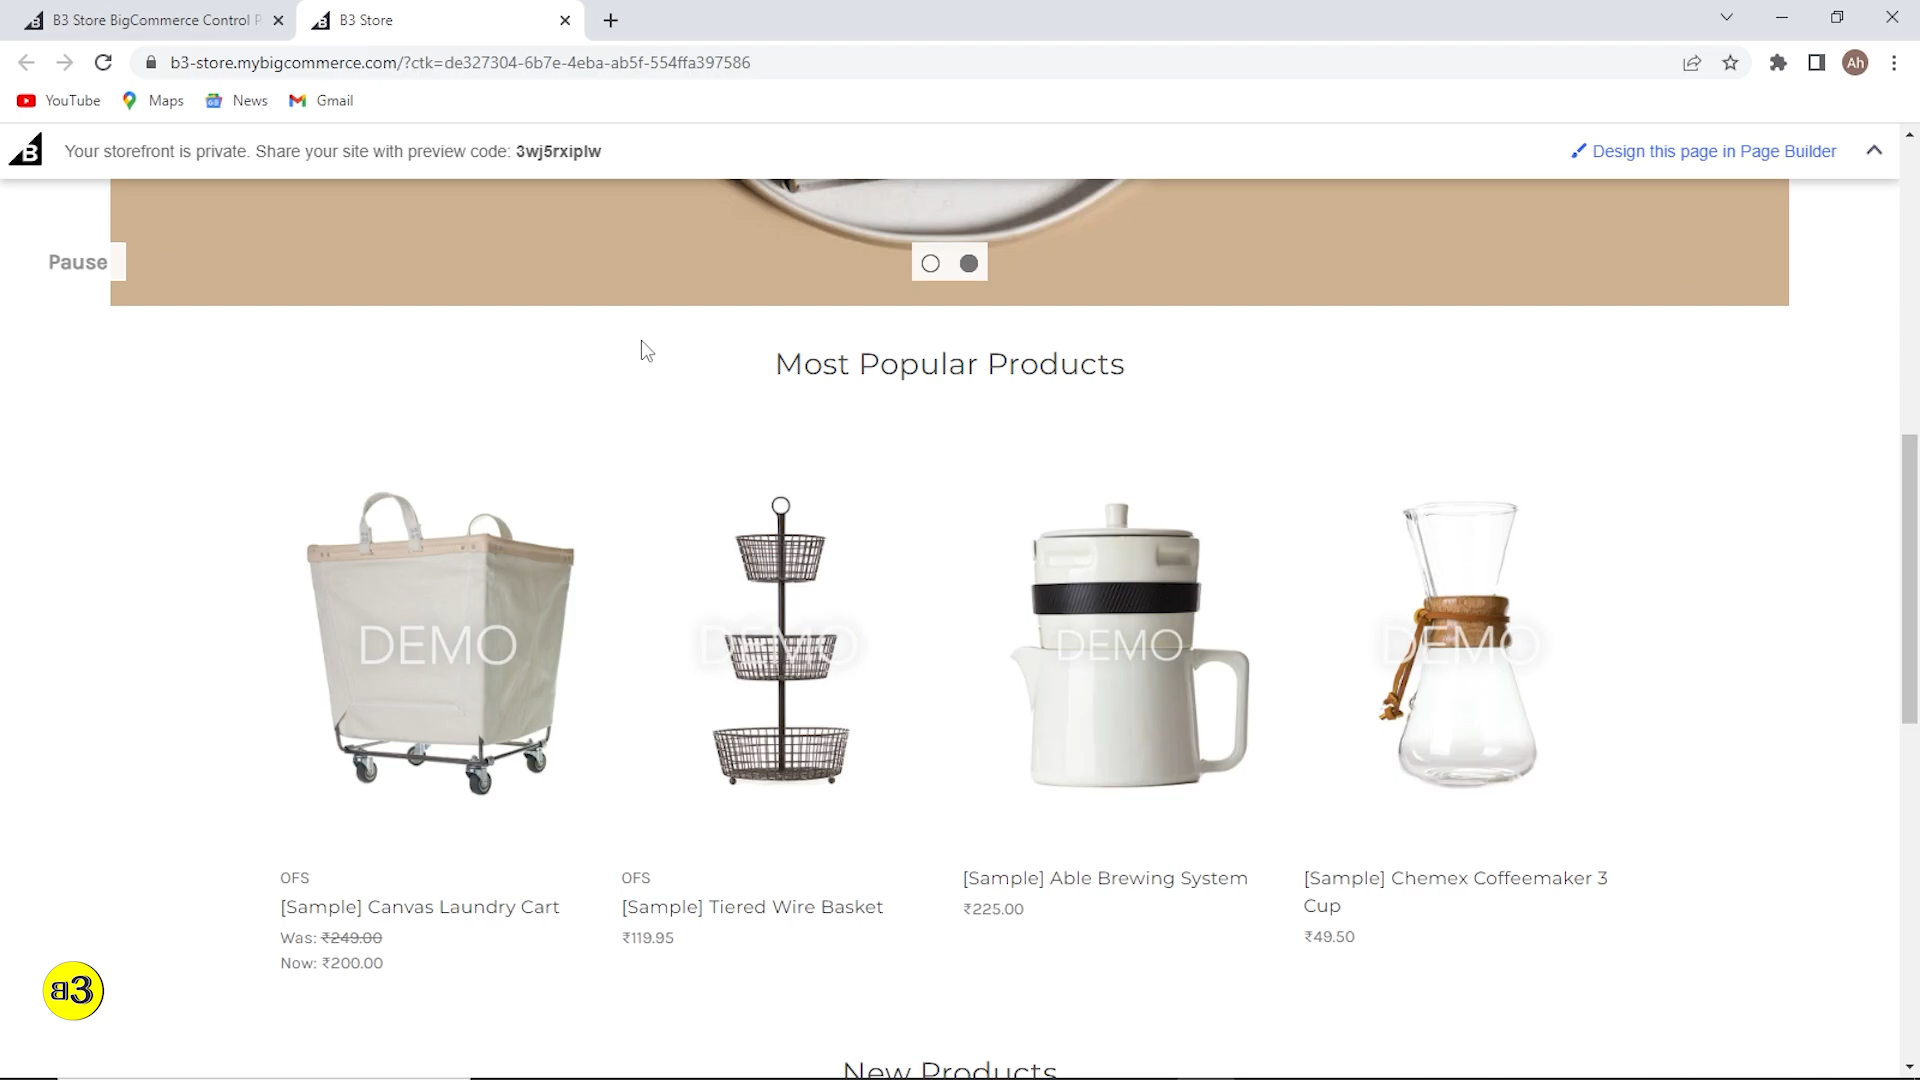 B3 Store BigCommerce Control P
B3 Store
b3-store.mybigcommerce.com/?ctk=de327304-6b7e-4eba-ab5f-554ffa397586
Ah
YouTube
Maps
News
Gmail
B
Your storefront is private. Share your site with preview code: 3wj5rxiplw
Design this page in Page Builder
Pause
Most Popular Products
DEMO
DEMO
DEMO
DEMO
OFS
[Sample] Canvas Laundry Cart
Was: ₹249.00
Now: ₹200.00
OFS
[Sample] Tiered Wire Basket
₹119.95
[Sample] Able Brewing System
₹225.00
[Sample] Chemex Coffeemaker 3
Cup
₹49.50
B3
New Products